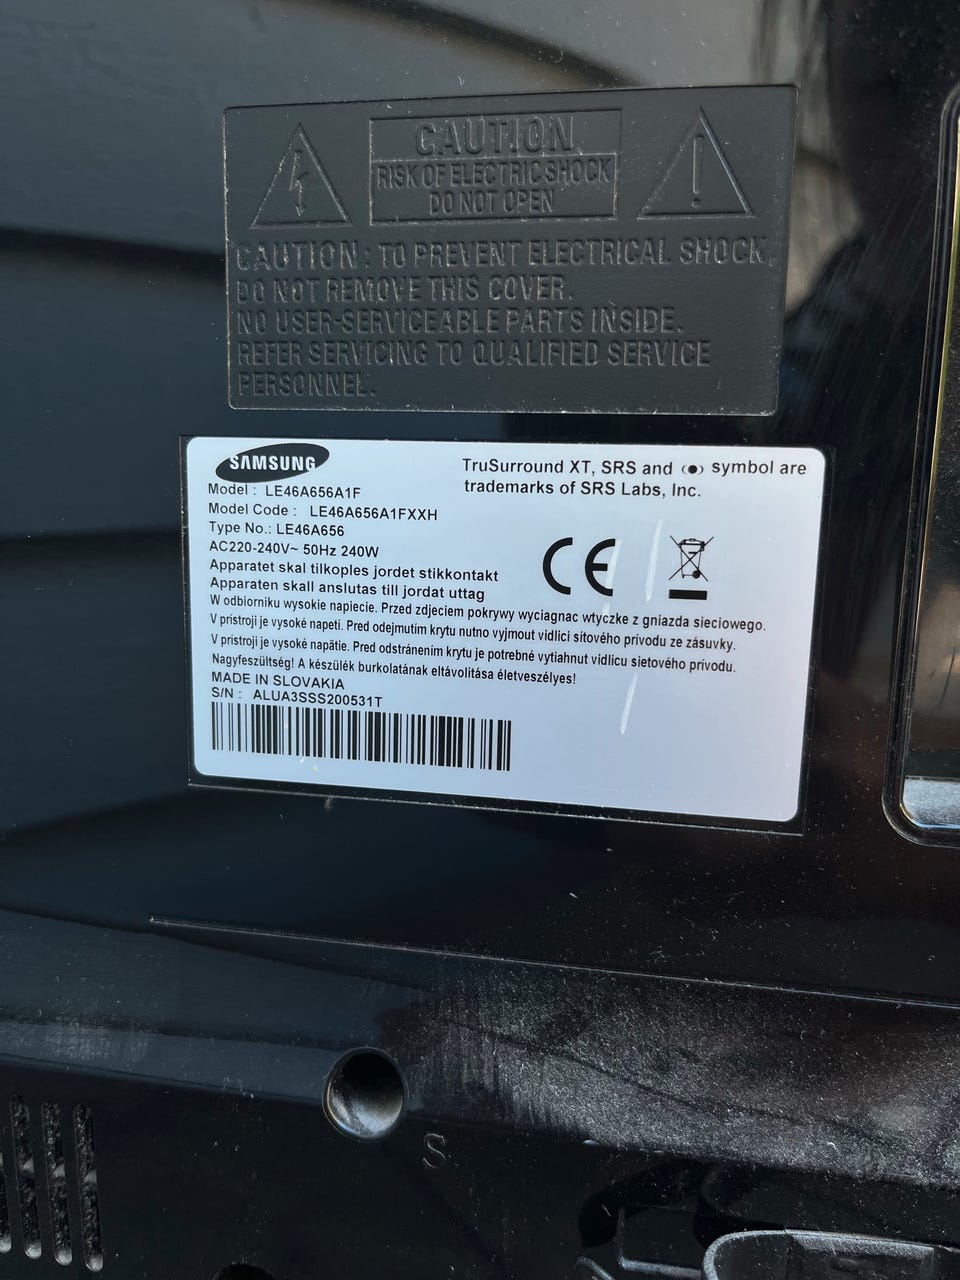 CAUTION
RISK OF ELECTRIC SHOCK
DO NOT OPEN
CAUTION: TO PREVENT ELECTRICAL SHOCK,
DO NOT REMOVE THIS COVER.
NO USER-SERVICEABLE PARTS INSIDE.
REFER SERVICING TO QUALIFIED SERVICE
PERSONNEL.
SAMSUNG
TruSurround XT, SRS and (●) symbol are
trademarks of SRS Labs, Inc.
Model : LE46A656A1F
Model Code : LE46A656A1FXXH
Type No.: LE46A656
AC220-240V~ 50Hz 240W
Apparatet skal tilkoples jordet stikkontakt
Apparaten skall anslutas till jordat uttag
CE
W odborniku wysokie napiecie. Przed zdjeciem pokrywy wyciagnac wtyczke z gniazda sieciowego.
V prístroji je vysoké napetí. Pred odejmutím krytu nutno vyjmout vidlici sítového prívodu ze zásuvky.
V prístroji je vysoké napätie. Pred odstránením krytu je potrebné vytiahnut vidlicu sietového prívodu.
Nagyfeszültség! A készülék burkolatának eltávolítása életveszélyes!
MADE IN SLOVAKIA
S/N : ALUA3SSS200531T
S